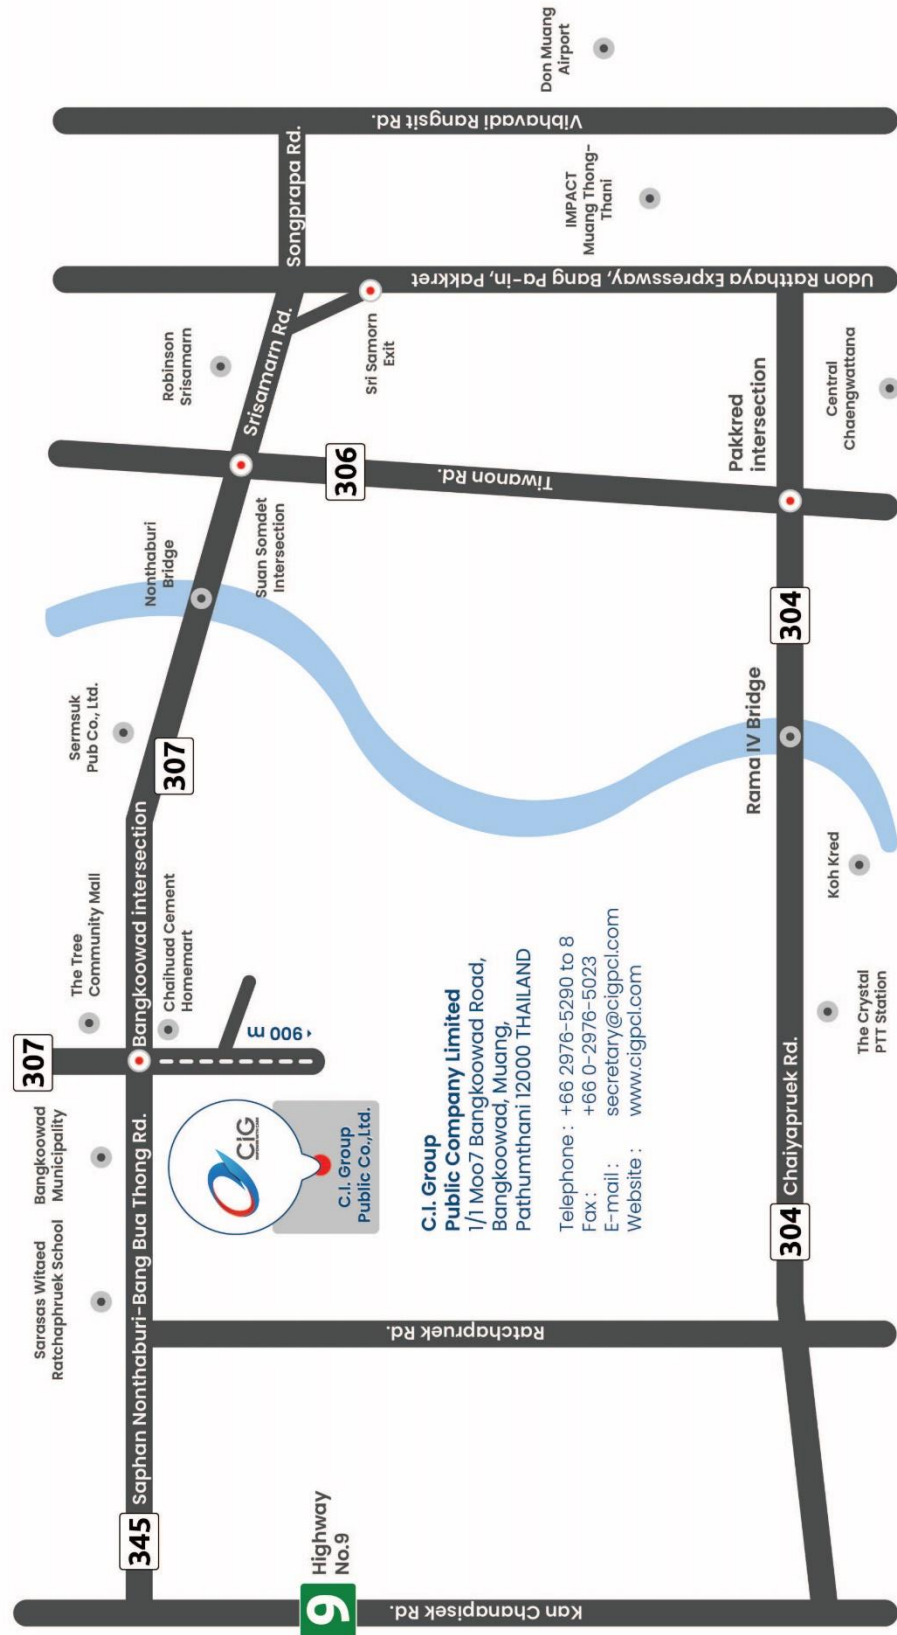 Sarasas Witaed
Ratchaphruek School
Bangkoowad
Municipality
307
The Tree
Community Mall
Sermsuk
Pub Co., Ltd.
Nonthaburi
Bridge
Robinson
Srisamarn
345
Saphan Nonthaburi-Bang Bua Thong Rd.
Bangkoowad intersection
307
Srisamarn Rd.
Songprapa Rd.
Chaihuad Cement
Homemart
900 m
Suan Somdet
Intersection
Sri Samorn
Exit
CIG
C.I. Group
Public Co.,Ltd.
9
Highway
No.9
306
Kan Chanapisek Rd.
Ratchapruek Rd.
Tiwanon Rd.
Udon Ratthaya Expressway, Bang Pa-in, Pakkret
Vibhavadi Rangsit Rd.
C.I. Group
Public Company Limited
1/1 Moo7 Bangkoowad Road,
Bangkoowad, Muang,
Pathumthani 12000 THAILAND
Telephone : +66 2976-5290 to 8
Fax : +66 0-2976-5023
E-mail : secretary@cigpcl.com
Website : www.cigpcl.com
IMPACT
Muang Thong-
Thani
Don Muang
Airport
Pakkred
intersection
Rama IV Bridge
304
Chaiyapruek Rd.
304
The Crystal
PTT Station
Koh Kred
Central
Chaengwattana